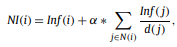 NI(i) = Inf(i) + α * ∑_{j∈N(i)} Inf(j)/d(j),